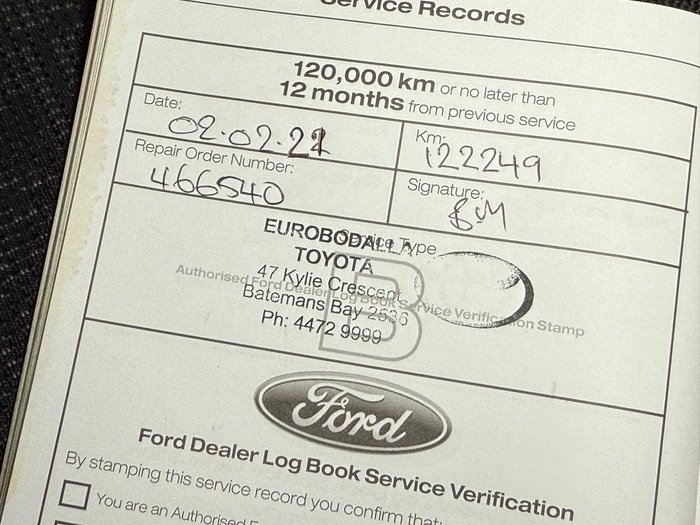 Service Records
120,000 km or no later than
12 months from previous service
Date:
02.02.21
Km:
122249
Repair Order Number:
466540
Signature:
Service Type
B
EUROBODALLA
TOYOTA
47 Kylie Crescent
Batemans Bay 2536
Ph: 4472 9999
Authorised Ford Dealer Log Book Service Verification Stamp
Ford
Ford Dealer Log Book Service Verification
By stamping this service record you confirm that:
You are an Authorised